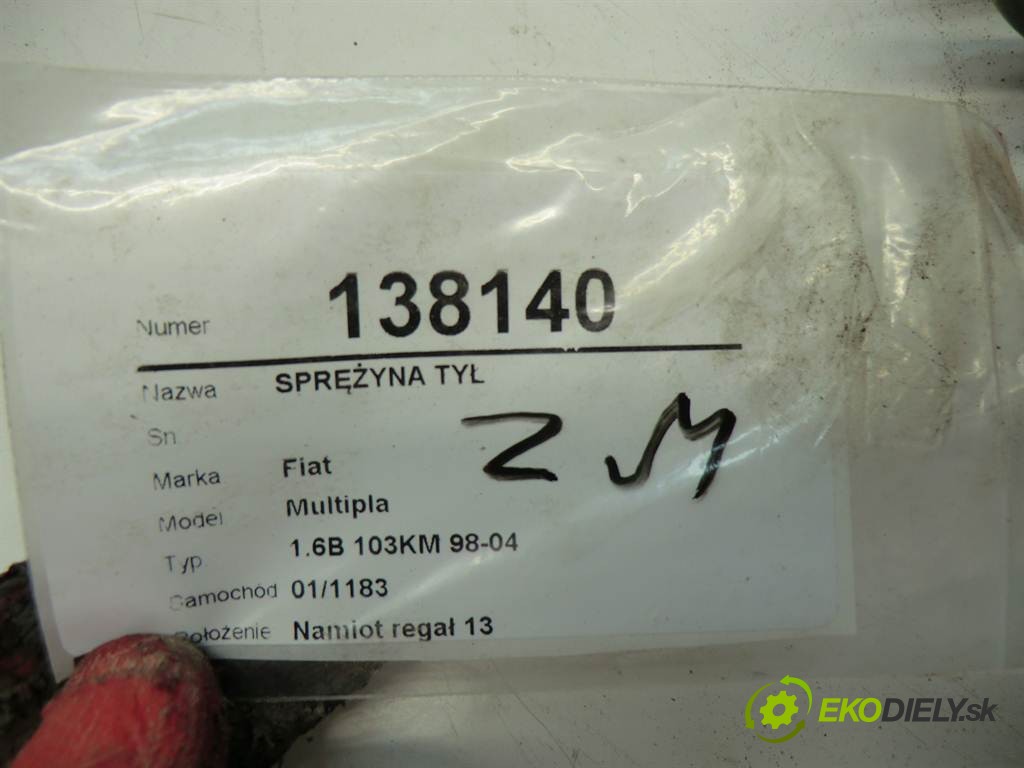 Numer 138140
Nazwa SPRĘŻYNA TYŁ
Sn
Marka Fiat
Model Multipla
Typ 1.6B 103KM 98-04
Samochód 01/1183
Położenie Namiot regał 13
EKODIELY.sk